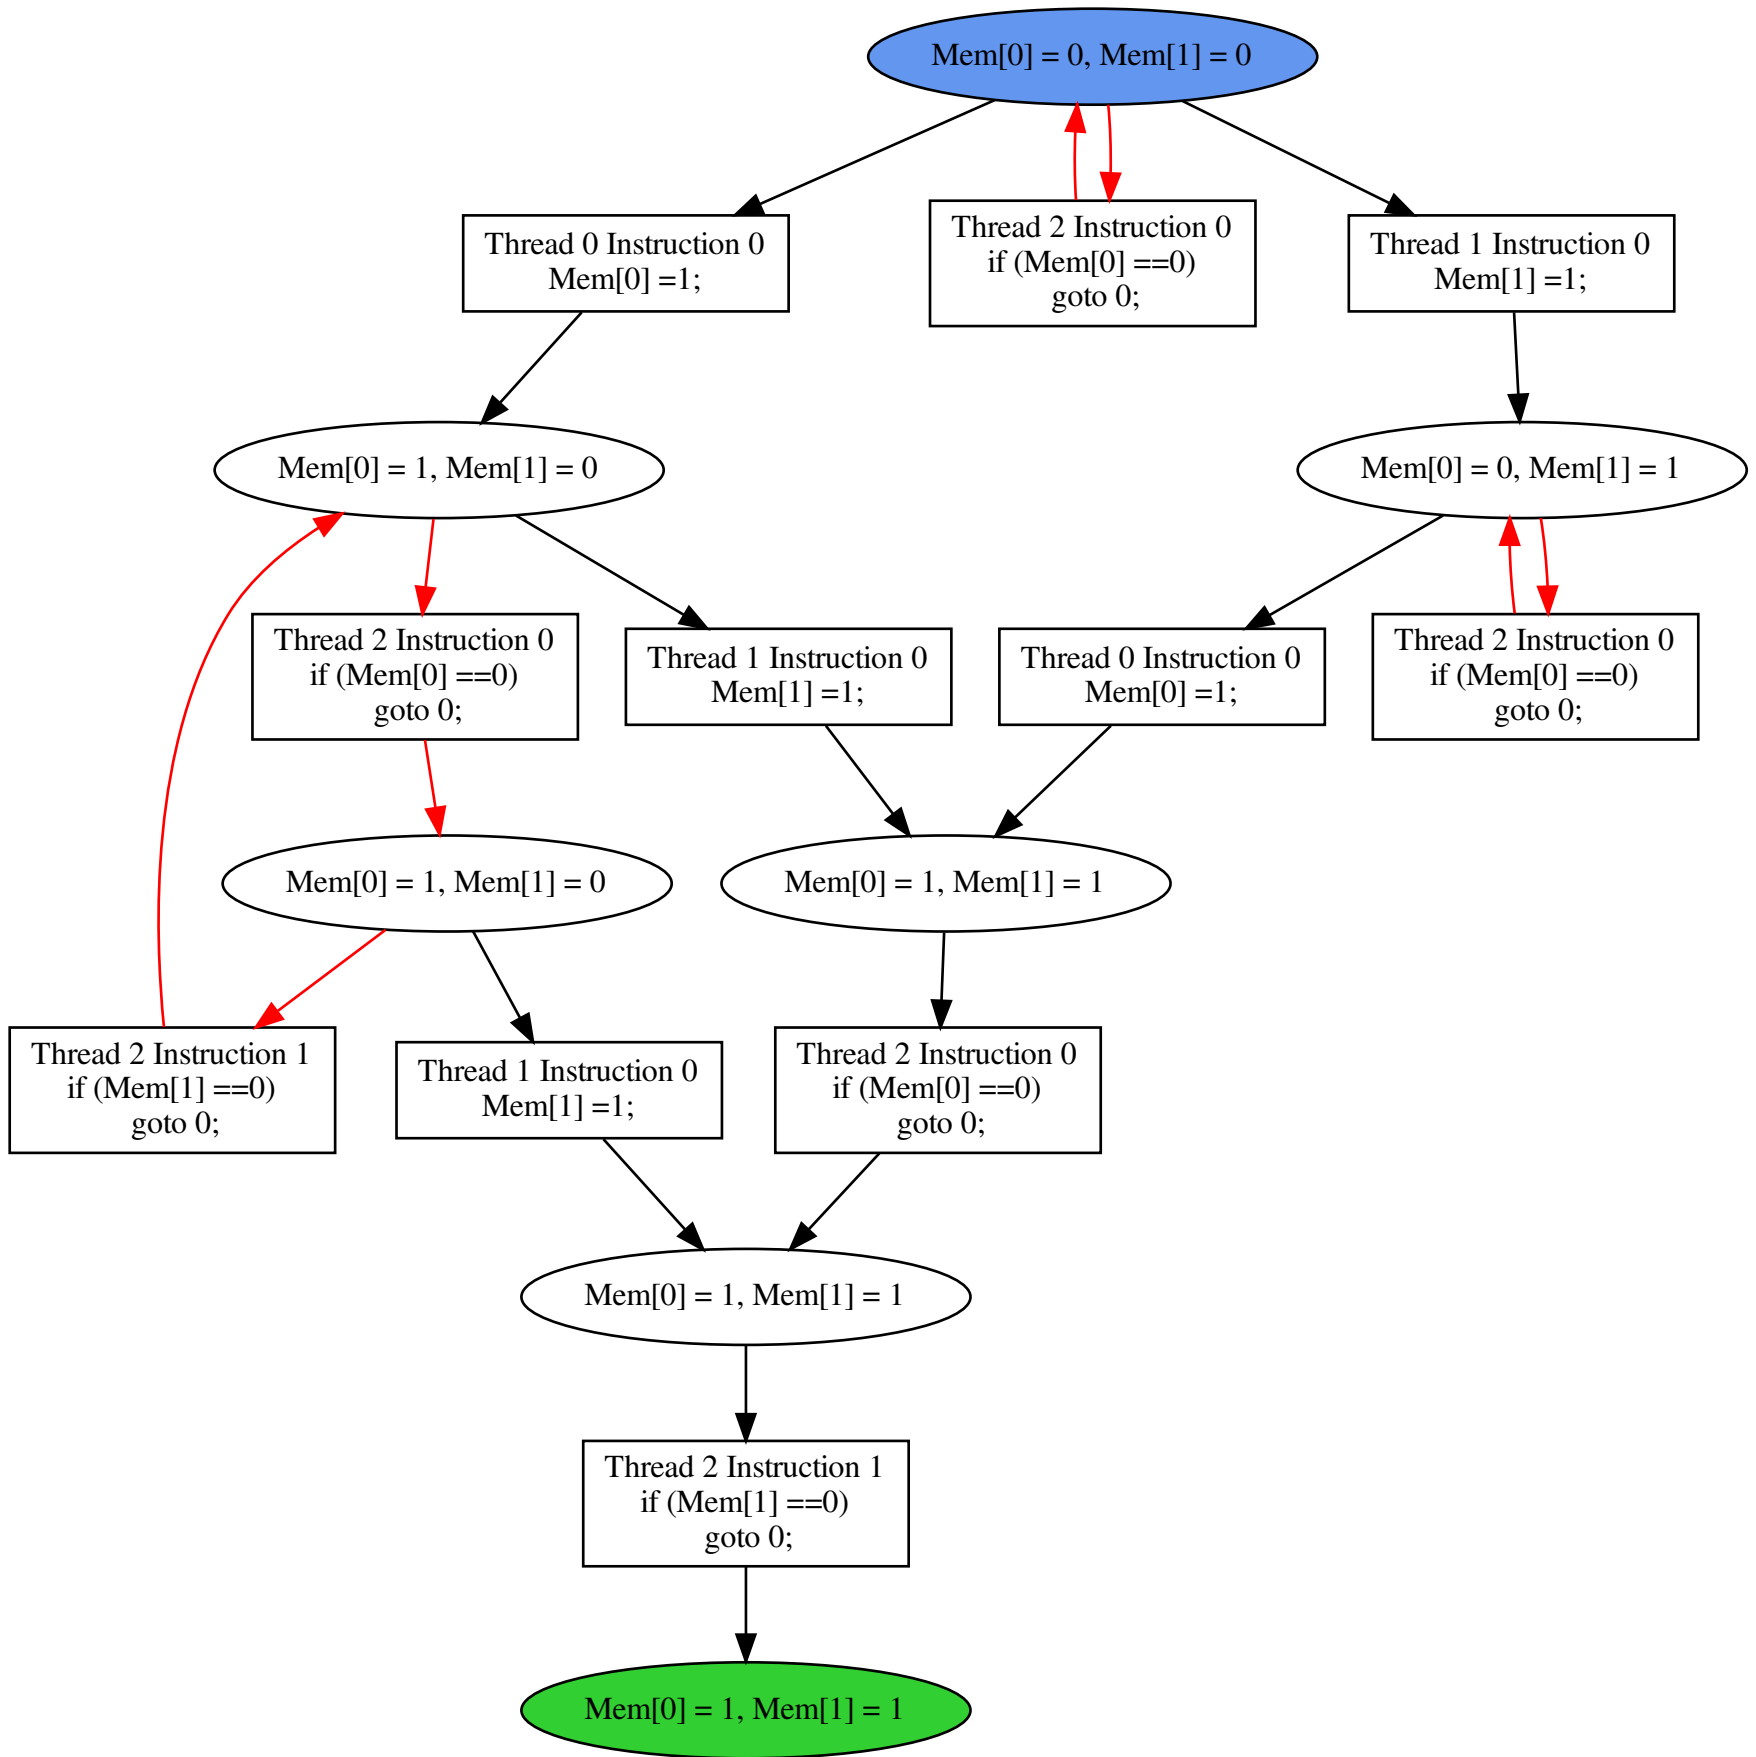 Mem[0] = 0, Mem[1] = 0
Thread 0 Instruction 0
Mem[0] =1;
Thread 2 Instruction 0
if (Mem[0] ==0)
goto 0;
Thread 1 Instruction 0
Mem[1] =1;
Mem[0] = 1, Mem[1] = 0
Mem[0] = 0, Mem[1] = 1
Thread 2 Instruction 0
if (Mem[0] ==0)
goto 0;
Thread 1 Instruction 0
Mem[1] =1;
Thread 0 Instruction 0
Mem[0] =1;
Thread 2 Instruction 0
if (Mem[0] ==0)
goto 0;
Mem[0] = 1, Mem[1] = 0
Mem[0] = 1, Mem[1] = 1
Thread 2 Instruction 1
if (Mem[1] ==0)
goto 0;
Thread 1 Instruction 0
Mem[1] =1;
Thread 2 Instruction 0
if (Mem[0] ==0)
goto 0;
Mem[0] = 1, Mem[1] = 1
Thread 2 Instruction 1
if (Mem[1] ==0)
goto 0;
Mem[0] = 1, Mem[1] = 1